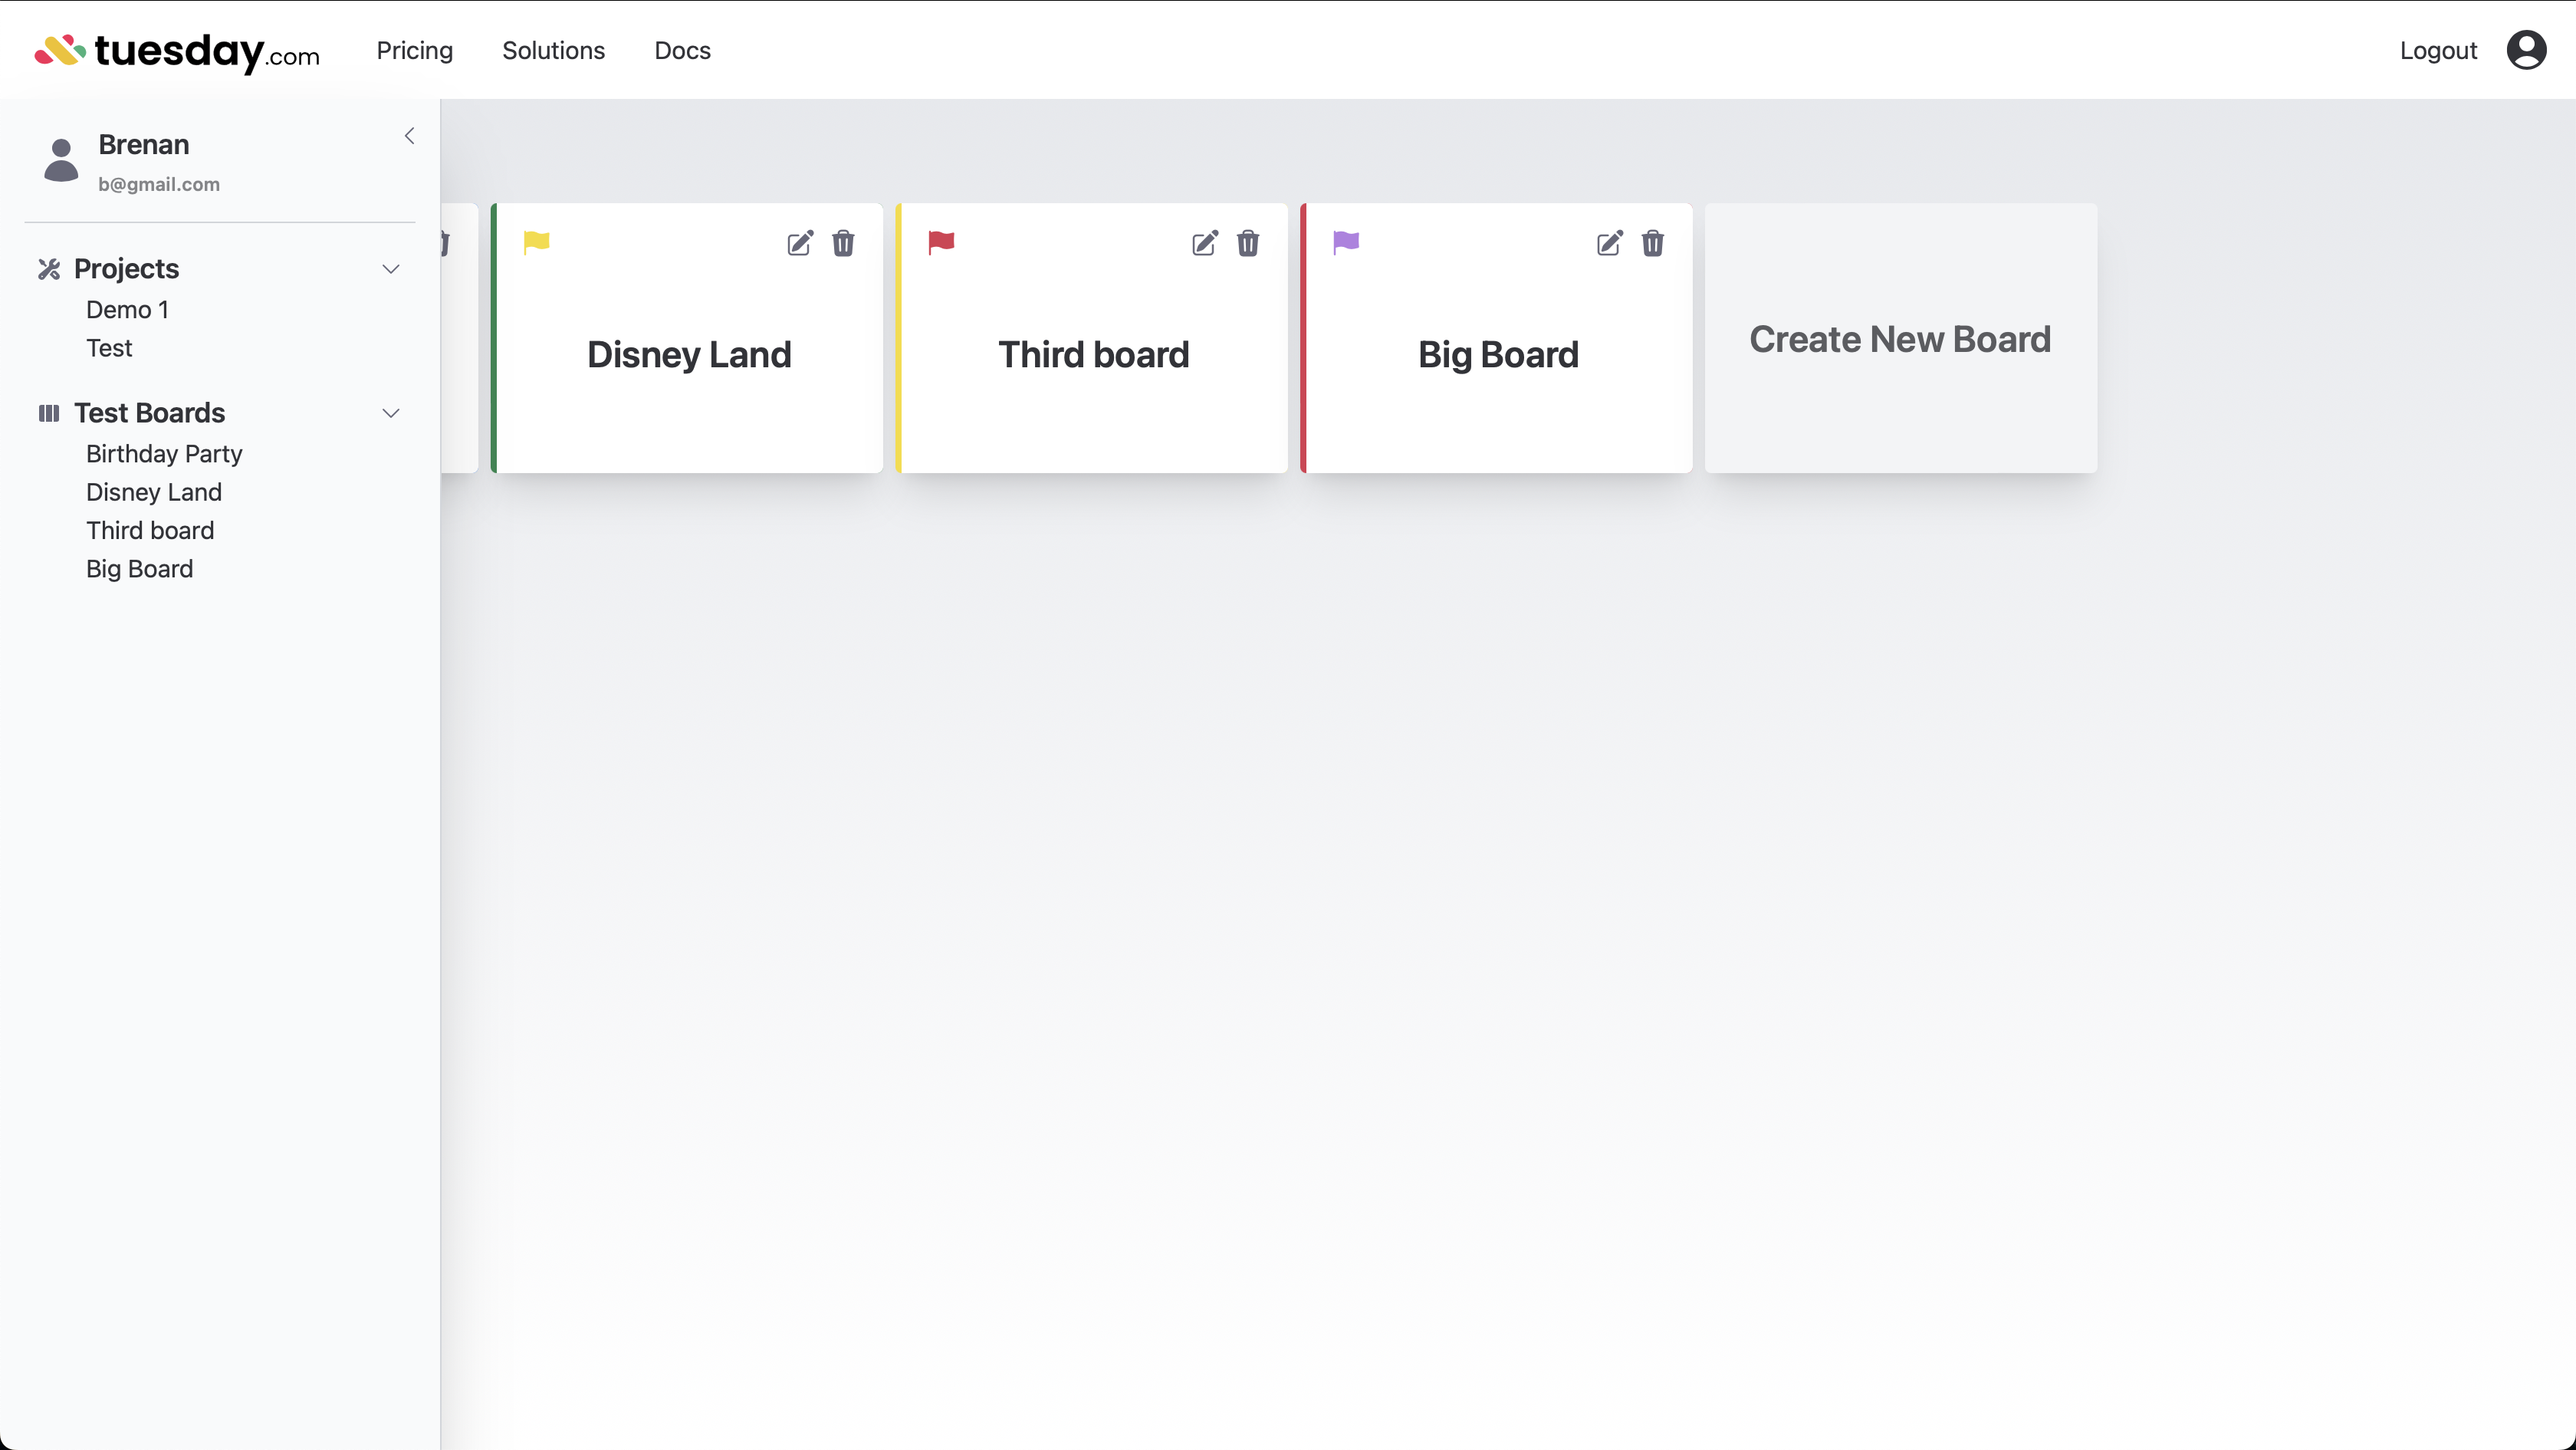 tuesday.com Pricing Solutions Docs Logout
Brenan
b@gmail.com
Projects
Demo 1
Test
Test Boards
Birthday Party
Disney Land
Third board
Big Board
Disney Land
Third board
Big Board
Create New Board